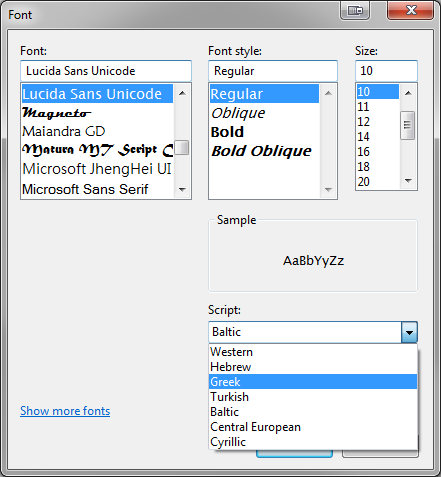 Font
Font:
Lucida Sans Unicode
Lucida Sans Unicode
Magneto
Maiandra GD
Matura MT Script C
Microsoft JhengHei UI
Microsoft Sans Serif
Font style:
Regular
Regular
Oblique
Bold
Bold Oblique
Size:
10
10
11
12
14
16
18
20
Sample
AaBbYyZz
Script:
Baltic
Western
Hebrew
Greek
Turkish
Baltic
Central European
Cyrillic
Show more fonts